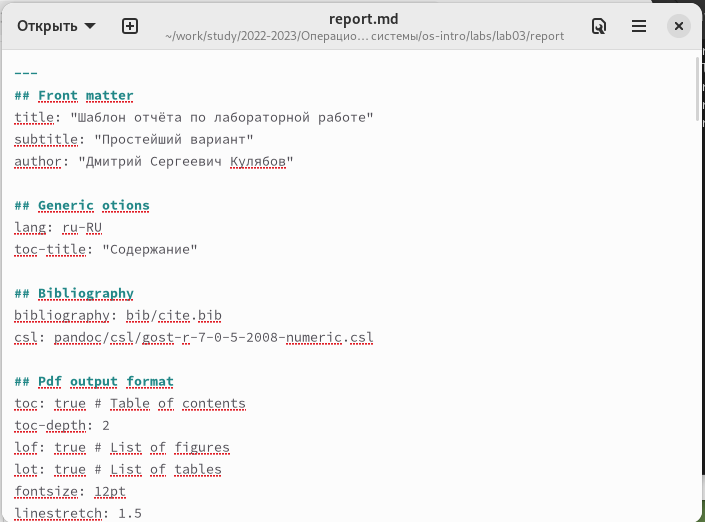 Открыть
report.md
~/work/study/2022-2023/Операцио… системы/os-intro/labs/lab03/report
---
## Front matter
title: "Шаблон отчёта по лабораторной работе"
subtitle: "Простейший вариант"
author: "Дмитрий Сергеевич Кулябов"
## Generic otions
lang: ru-RU
toc-title: "Содержание"
## Bibliography
bibliography: bib/cite.bib
csl: pandoc/csl/gost-r-7-0-5-2008-numeric.csl
## Pdf output format
toc: true # Table of contents
toc-depth: 2
lof: true # List of figures
lot: true # List of tables
fontsize: 12pt
linestretch: 1.5